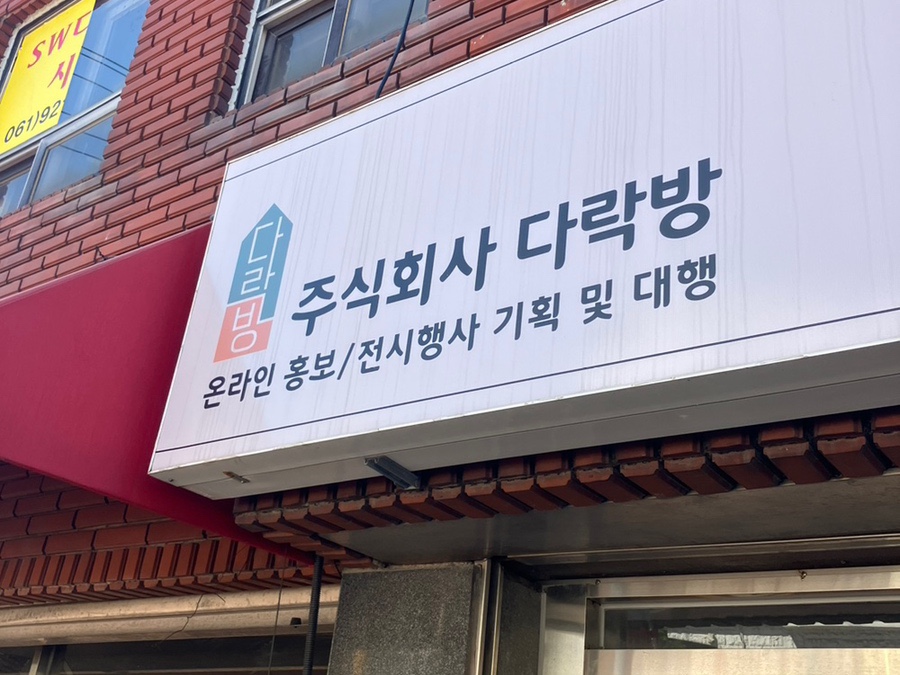 SW
시
061)92
다
락
방
주식회사 다락방
온라인 홍보/전시행사 기획 및 대행